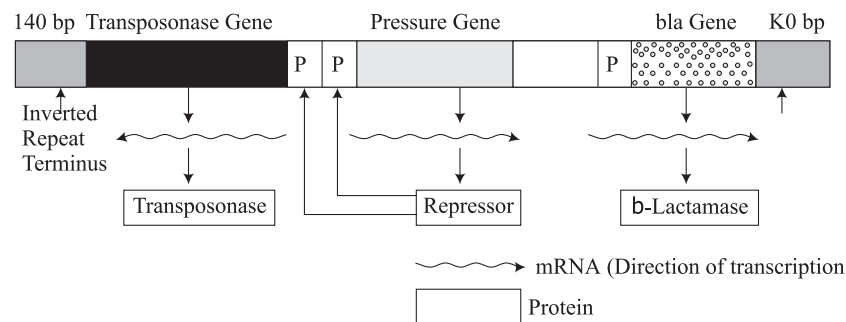 140 bp Transposonase Gene Pressure Gene bla Gene K0 bp
P P P
Inverted
Repeat
Terminus
Transposonase Repressor b-Lactamase
mRNA (Direction of transcription
Protein